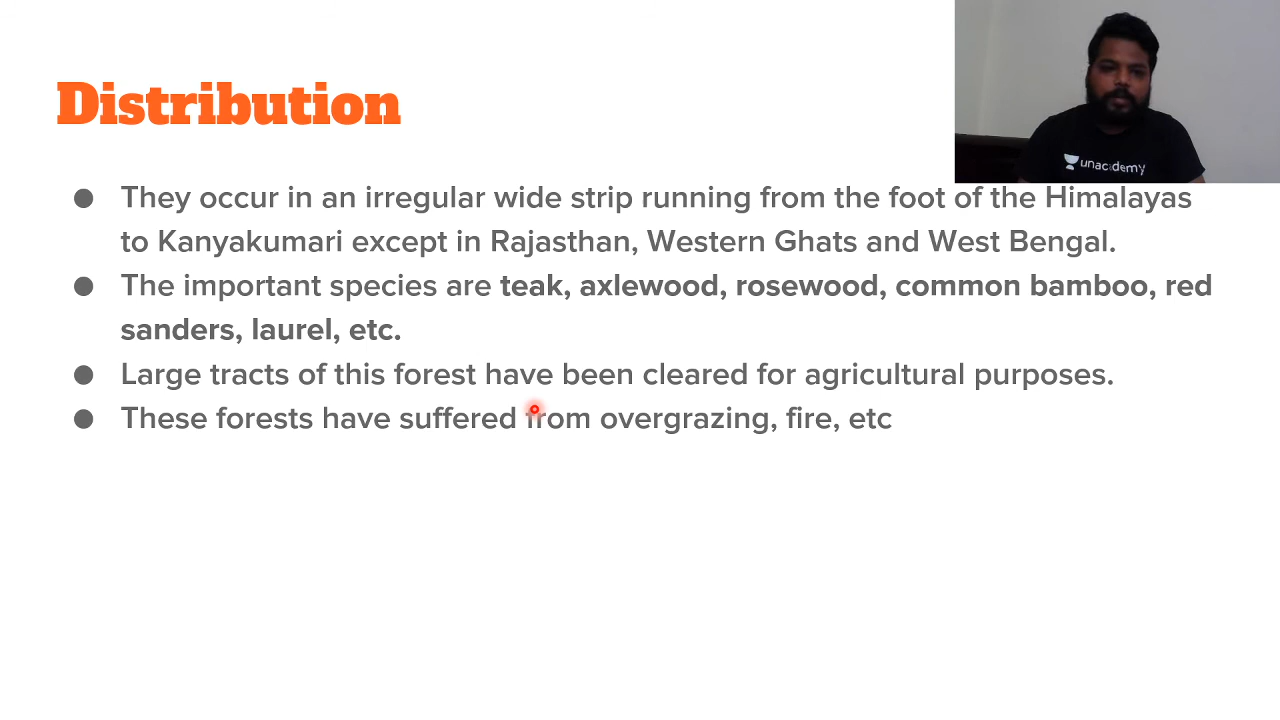 Distribution
unacademy
● They occur in an irregular wide strip running from the foot of the Himalayas
to Kanyakumari except in Rajasthan, Western Ghats and West Bengal.
● The important species are teak, axlewood, rosewood, common bamboo, red
sanders, laurel, etc.
● Large tracts of this forest have been cleared for agricultural purposes.
● These forests have suffered from overgrazing, fire, etc